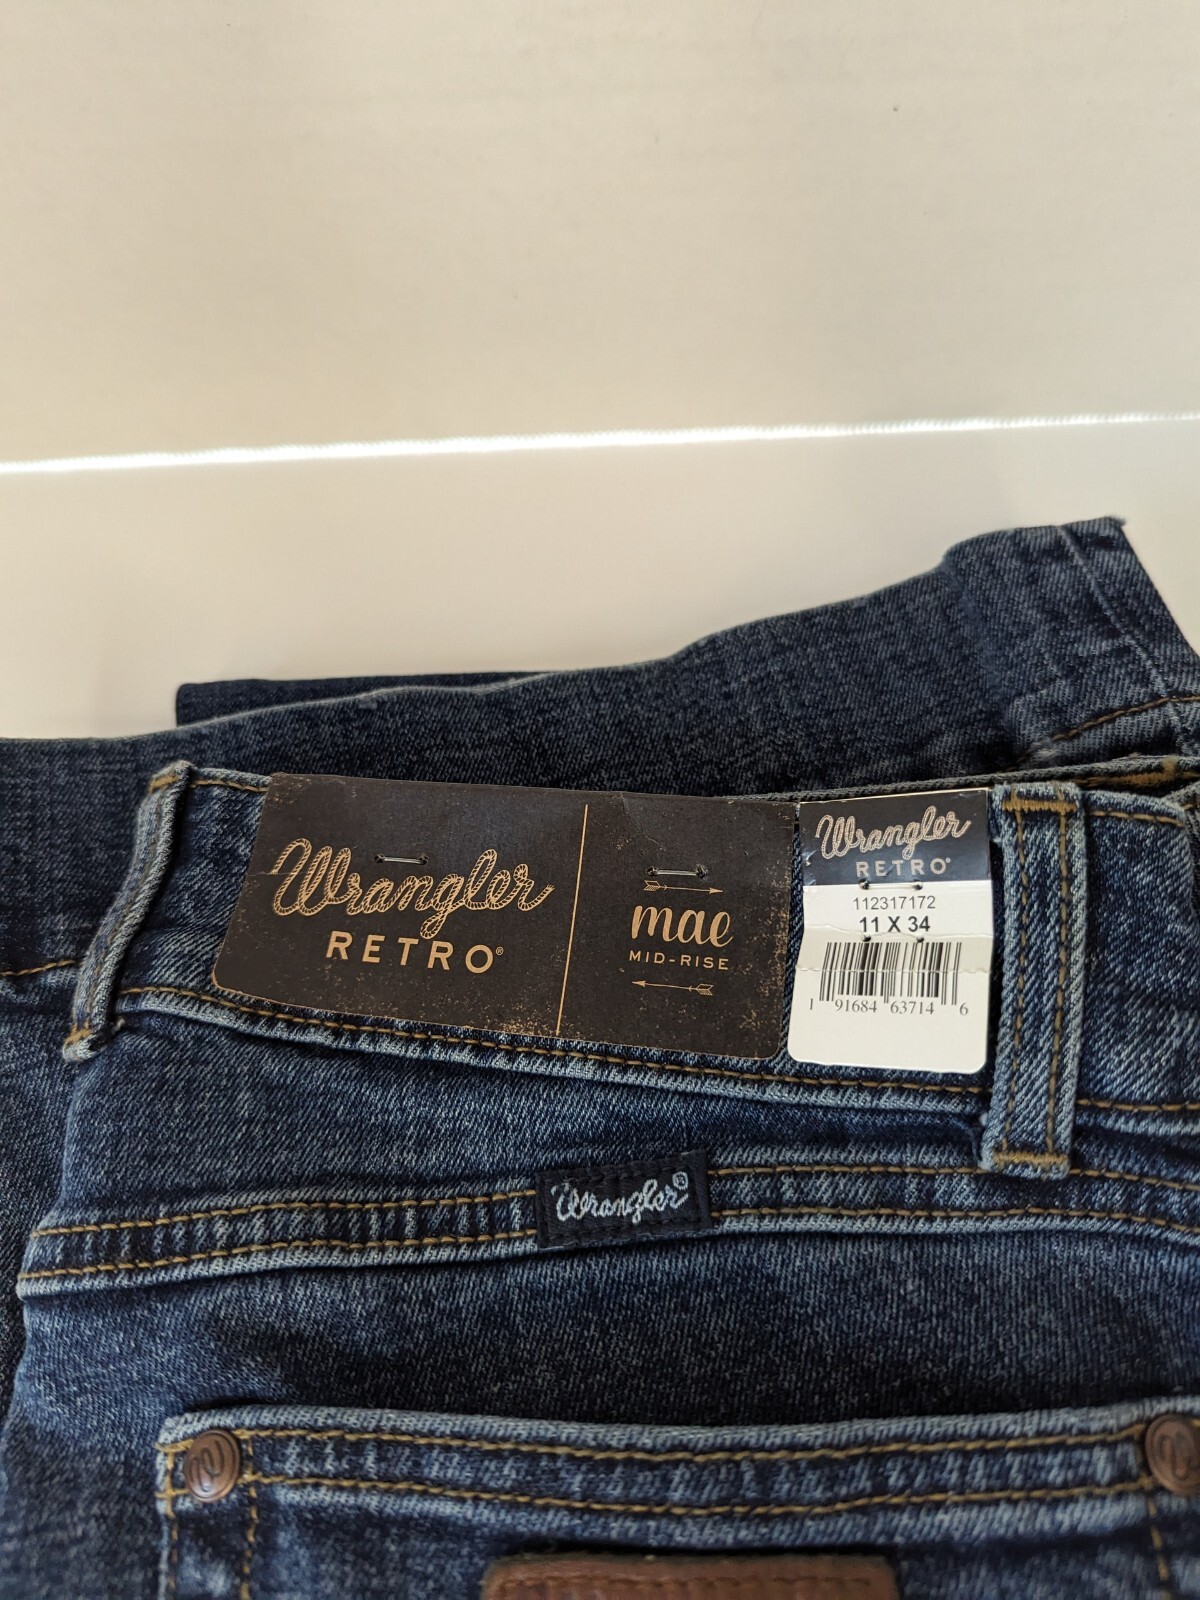 Wrangler
RETRO®
mae
MID-RISE
Wrangler
RETRO®
112317172
11 X 34
1 91684 63714 6
Wrangler®
W
W